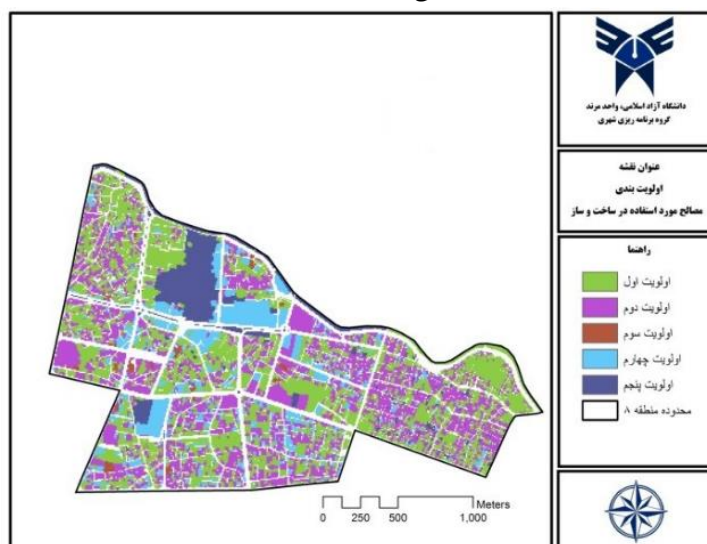 دانشگاه آزاد اسلامی، واحد مرند
گروه برنامه ریزی شهری
عنوان نقشه
اولویت بندی
مصالح مورد استفاده در ساخت و ساز
راهنما
اولویت اول
اولویت دوم
اولویت سوم
اولویت چهارم
اولویت پنجم
محدوده منطقه ۸
Meters
0 250 500 1,000